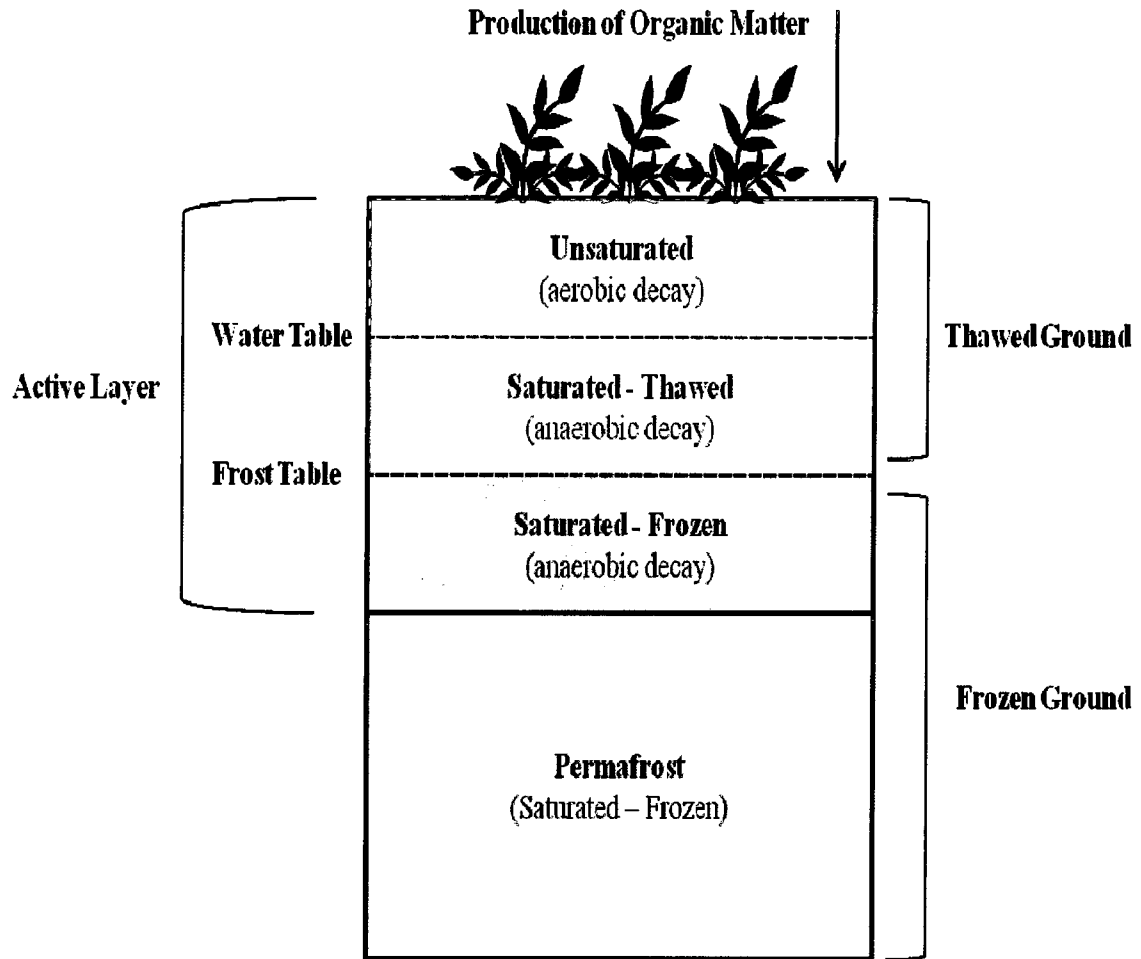 Production of Organic Matter
Unsaturated
(aerobic decay)
Water Table
Thawed Ground
Active Layer
Saturated - Thawed
(anaerobic decay)
Frost Table
Saturated - Frozen
(anaerobic decay)
Frozen Ground
Permafrost
(Saturated – Frozen)